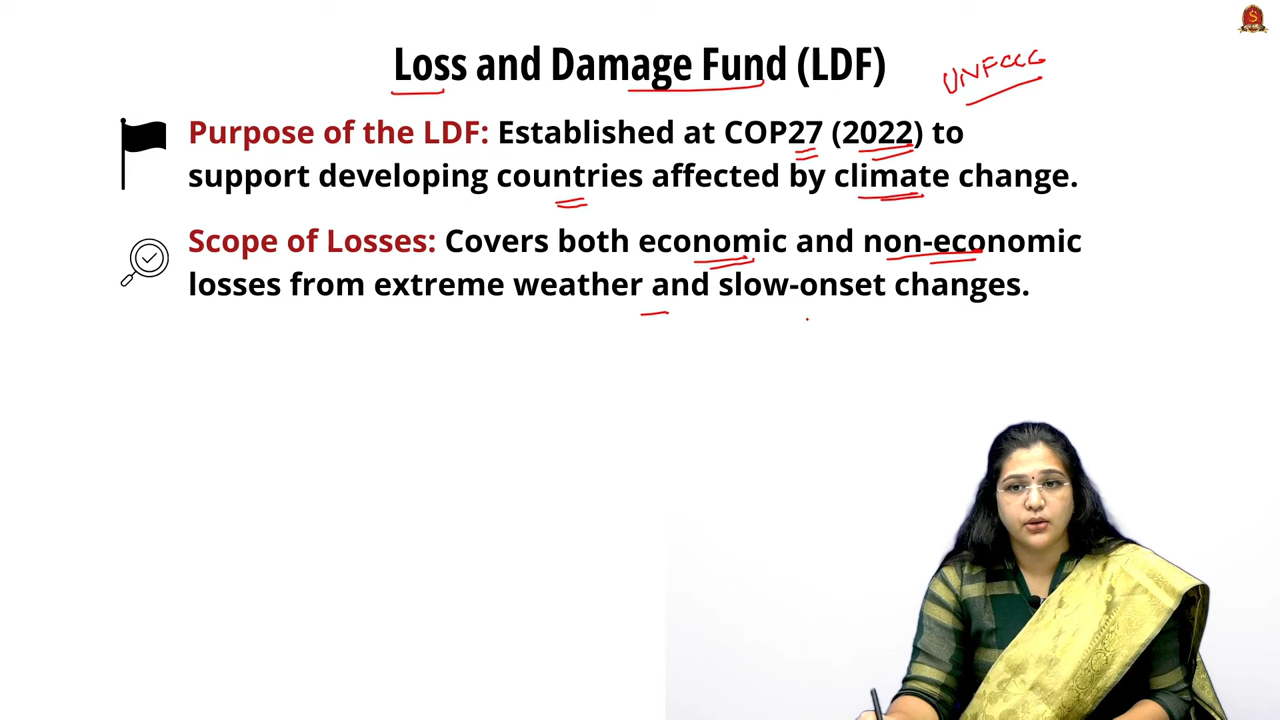 Loss and Damage Fund (LDF)
UNFCCC
Purpose of the LDF: Established at COP27 (2022) to
support developing countries affected by climate change.
Scope of Losses: Covers both economic and non-economic
losses from extreme weather and slow-onset changes.